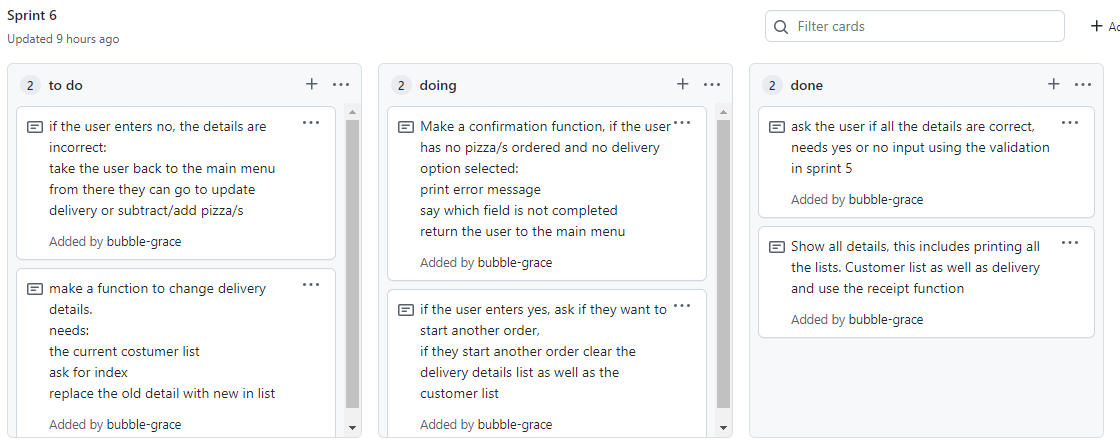 Sprint 6
Updated 9 hours ago
Filter cards
2 to do
if the user enters no, the details are
incorrect:
take the user back to the main menu
from there they can go to update
delivery or subtract/add pizza/s
Added by bubble-grace
make a function to change delivery
details.
needs:
the current costumer list
ask for index
replace the old detail with new in list
Added by bubble-grace
2 doing
Make a confirmation function, if the user
has no pizza/s ordered and no delivery
option selected:
print error message
say which field is not completed
return the user to the main menu
Added by bubble-grace
if the user enters yes, ask if they want to
start another order,
if they start another order clear the
delivery details list as well as the
customer list
Added by bubble-grace
2 done
ask the user if all the details are correct,
needs yes or no input using the validation
in sprint 5
Added by bubble-grace
Show all details, this includes printing all
the lists. Customer list as well as delivery
and use the receipt function
Added by bubble-grace